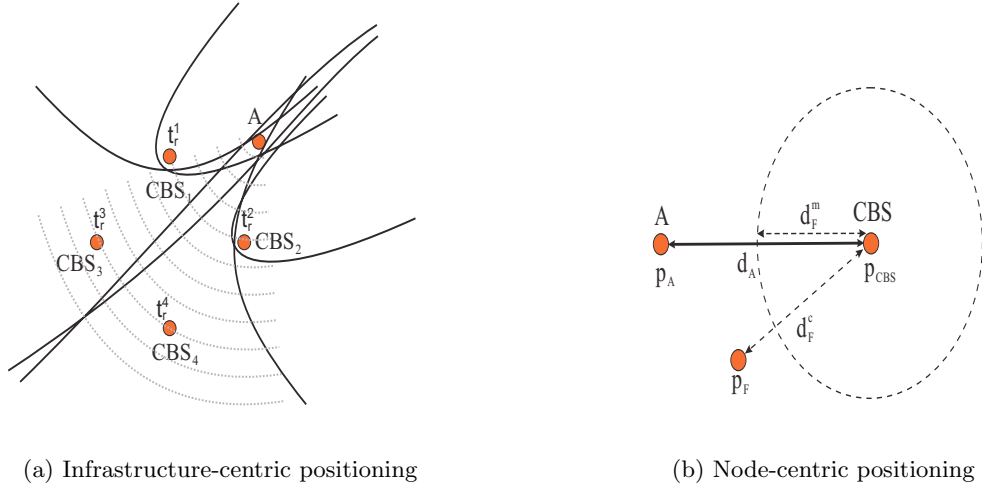 A
t_r^1
CBS_1
t_r^3
t_r^2
CBS_2
CBS_3
t_r^4
CBS_4
(a) Infrastructure-centric positioning
A
d_F^m
CBS
p_A
d_A
p_CBS
d_F^c
p_F
(b) Node-centric positioning